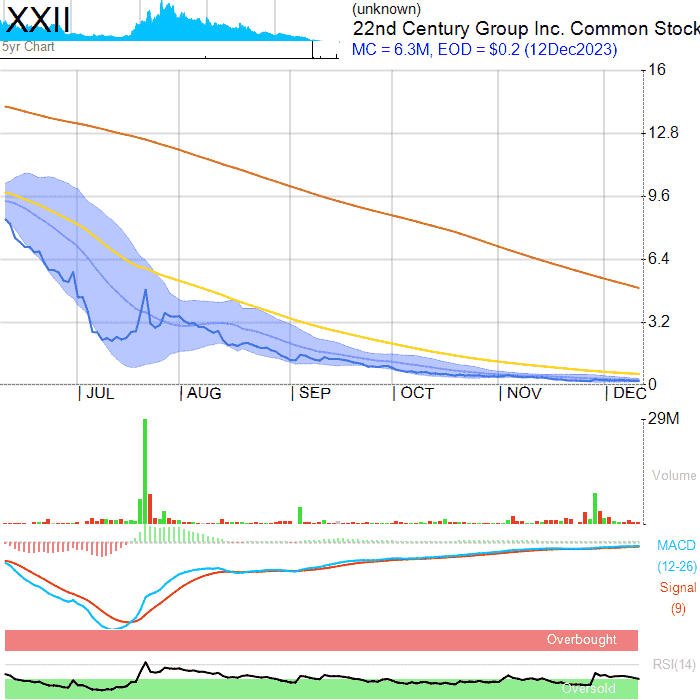 XXII
5yr Chart
(unknown)
22nd Century Group Inc. Common Stock
MC = 6.3M, EOD = $0.2 (12Dec2023)
16
12.8
9.6
6.4
3.2
0
JUL AUG SEP OCT NOV DEC
29M
Volume
MACD
(12-26)
Signal
(9)
Overbought
RSI(14)
Oversold